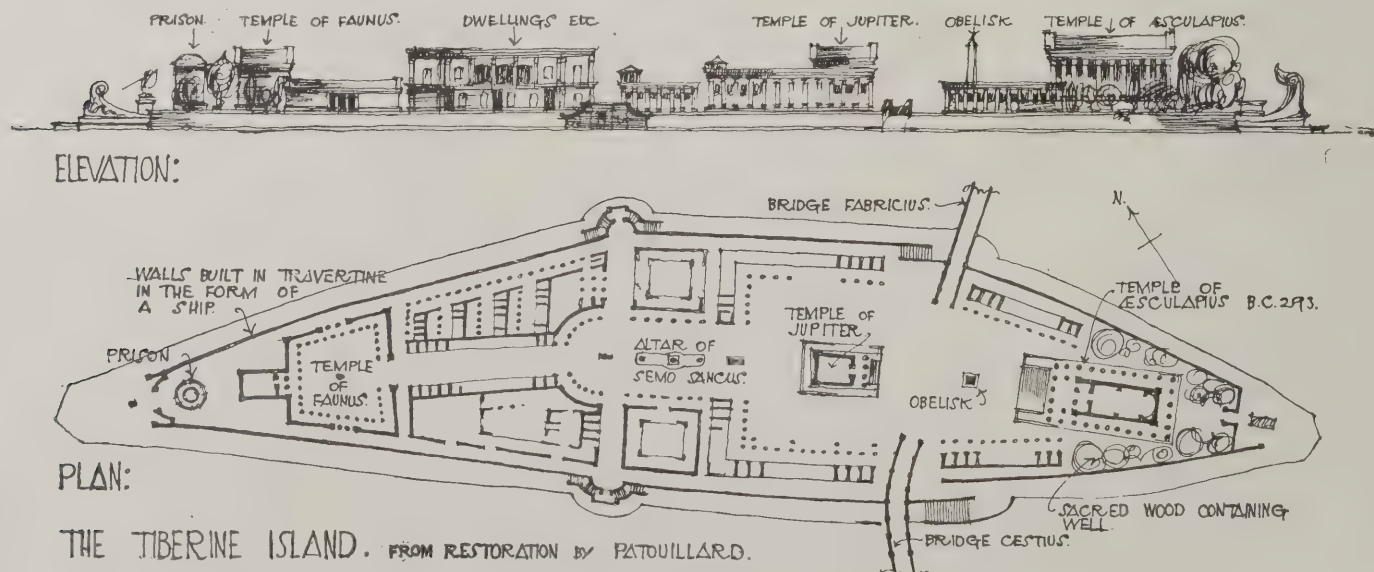 PRISON.
TEMPLE OF FAUNUS.
DWELLINGS ETC
TEMPLE OF JUPITER.
OBELISK
TEMPLE OF ÆSCULAPIUS.
ELEVATION:
BRIDGE FABRICIUS.
N.
WALLS BUILT IN TRAVERTINE
IN THE FORM OF
A SHIP.
TEMPLE OF
ÆSCULAPIUS B.C. 293.
PRISON
TEMPLE
OF
FAUNUS.
ALTAR OF
SEMO SANCUS.
TEMPLE OF
JUPITER,
OBELISK
PLAN:
SACRED WOOD CONTAINING
WELL.
BRIDGE CESTIUS.
THE TIBERINE ISLAND. FROM RESTORATION BY PATOUILLARD.